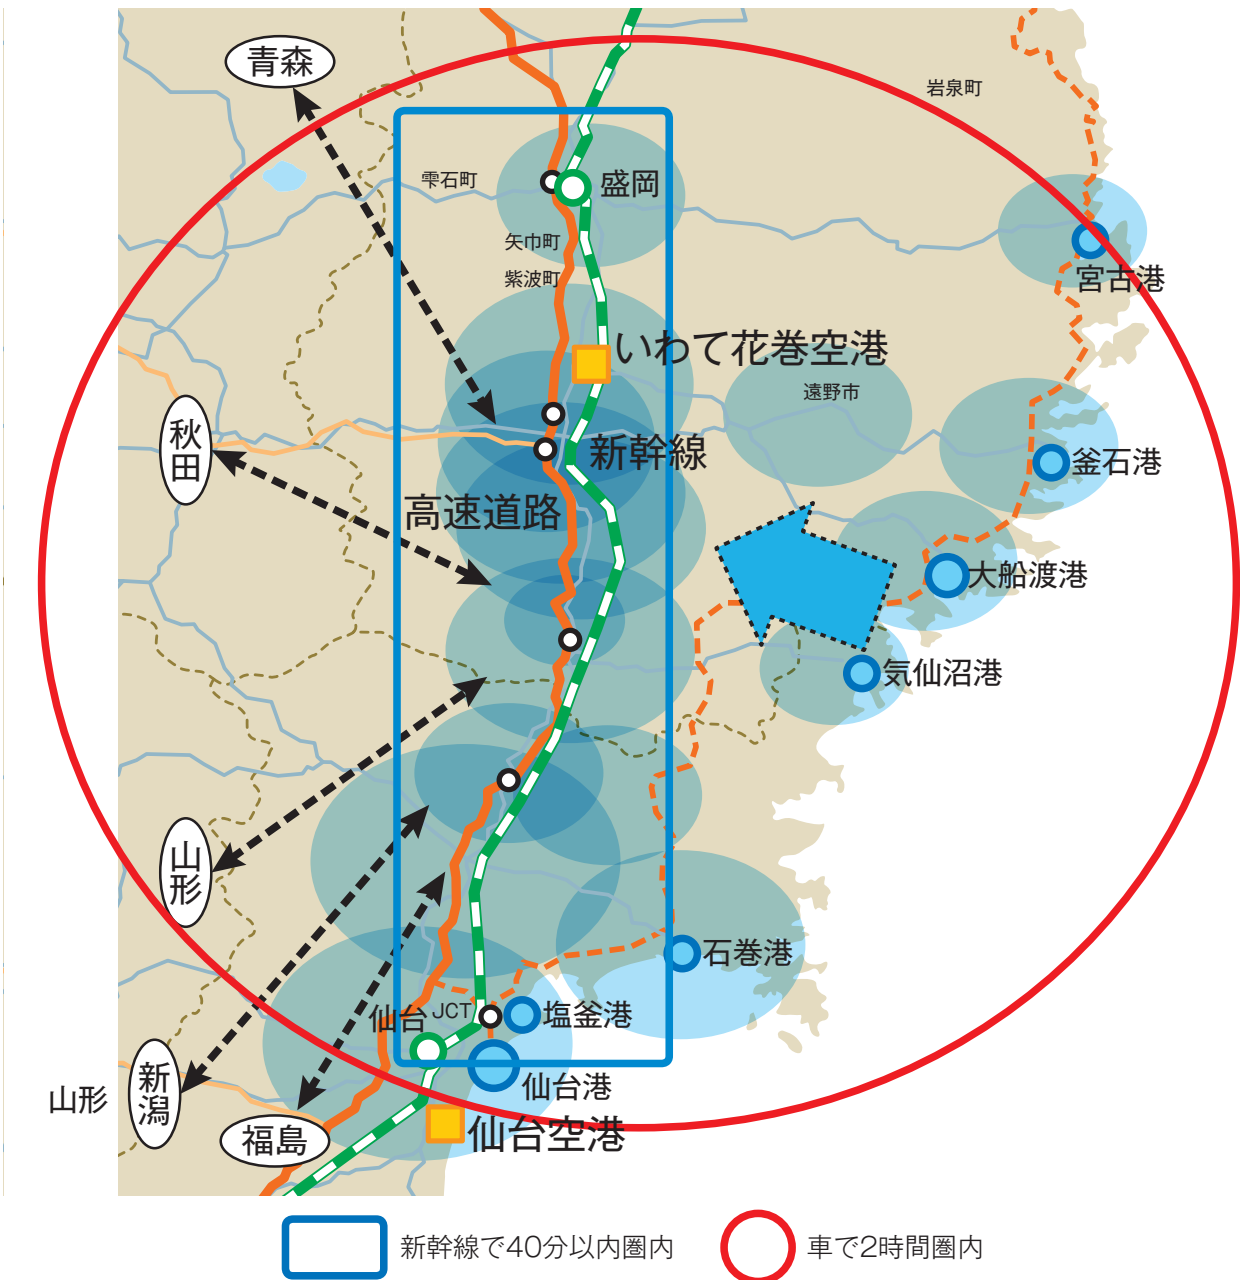 青森
岩泉町
雫石町
盛岡
矢巾町
宮古港
紫波町
いわて花巻空港
遠野市
秋田
新幹線
釜石港
高速道路
大船渡港
気仙沼港
山形
石巻港
仙台JCT
塩釜港
新潟
仙台港
山形
福島
仙台空港
新幹線で40分以内圏内
車で2時間圏内